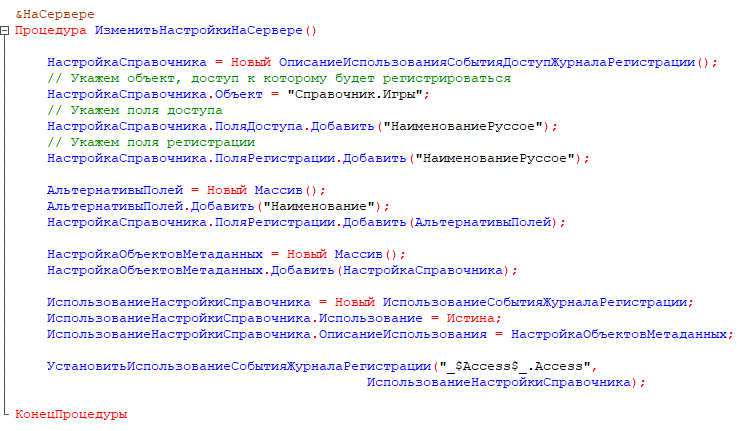 &НаСервере
Процедура ИзменитьНастройкиНаСервере()
НастройкаСправочника = Новый ОписаниеИспользованияСобытияДоступЖурналаРегистрации();
// Укажем объект, доступ к которому будет регистрироваться
НастройкаСправочника.Объект = "Справочник.Игры";
// Укажем поля доступа
НастройкаСправочника.ПоляДоступа.Добавить("НаименованиеРуссое");
// Укажем поля регистрации
НастройкаСправочника.ПоляРегистрации.Добавить("НаименованиеРуссое");
АльтернативыПолей = Новый Массив();
АльтернативыПолей.Добавить("Наименование");
НастройкаСправочника.ПоляРегистрации.Добавить(АльтернативыПолей);
НастройкаОбъектовМетаданных = Новый Массив();
НастройкаОбъектовМетаданных.Добавить(НастройкаСправочника);
ИспользованиеНастройкиСправочника = Новый ИспользованиеСобытияЖурналаРегистрации;
ИспользованиеНастройкиСправочника.Использование = Истина;
ИспользованиеНастройкиСправочника.ОписаниеИспользования = НастройкаОбъектовМетаданных;
УстановитьИспользованиеСобытияЖурналаРегистрации("_$Access$_.Access",
ИспользованиеНастройкиСправочника);
КонецПроцедуры